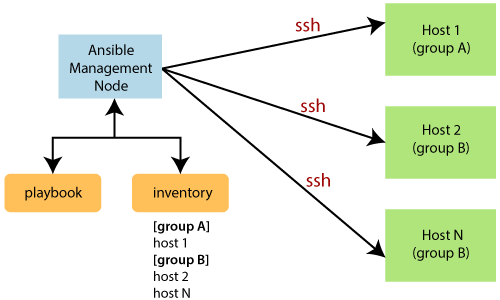 Ansible
Management
Node
ssh
ssh
ssh
Host 1
(group A)
Host 2
(group B)
Host N
(group B)
playbook
inventory
[group A]
host 1
[group B]
host 2
host N